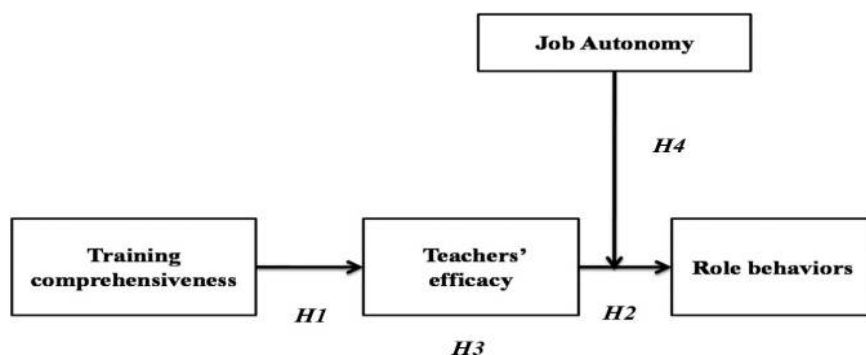 Job Autonomy
H4
Training
comprehensiveness
Teachers'
efficacy
Role behaviors
H1
H2
H3